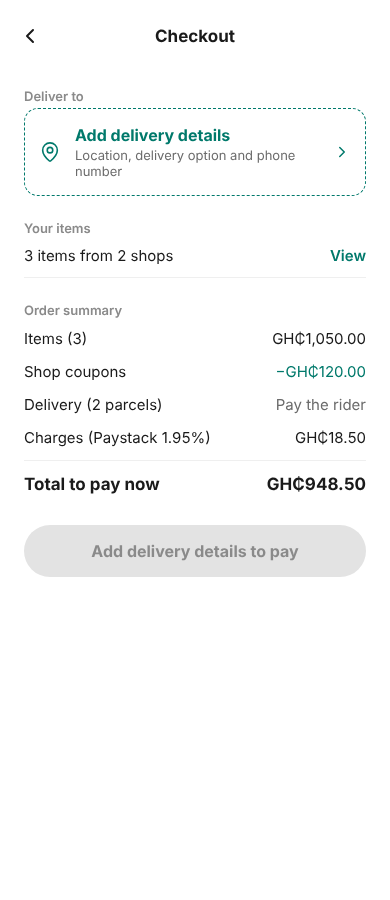 Checkout
Deliver to
Add delivery details
Location, delivery option and phone
number
Your items
3 items from 2 shops
View
Order summary
Items (3)
GH₵1,050.00
Shop coupons
−GH₵120.00
Delivery (2 parcels)
Pay the rider
Charges (Paystack 1.95%)
GH₵18.50
Total to pay now
GH₵948.50
Add delivery details to pay